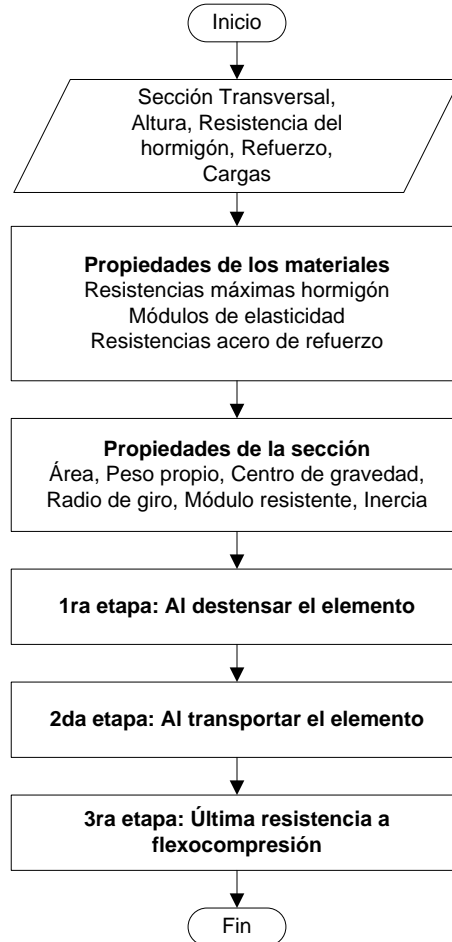 Inicio
Sección Transversal,
Altura, Resistencia del
hormigón, Refuerzo,
Cargas
Propiedades de los materiales
Resistencias máximas hormigón
Módulos de elasticidad
Resistencias acero de refuerzo
Propiedades de la sección
Área, Peso propio, Centro de gravedad,
Radio de giro, Módulo resistente, Inercia
1ra etapa: Al destensar el elemento
2da etapa: Al transportar el elemento
3ra etapa: Última resistencia a
flexocompresión
Fin